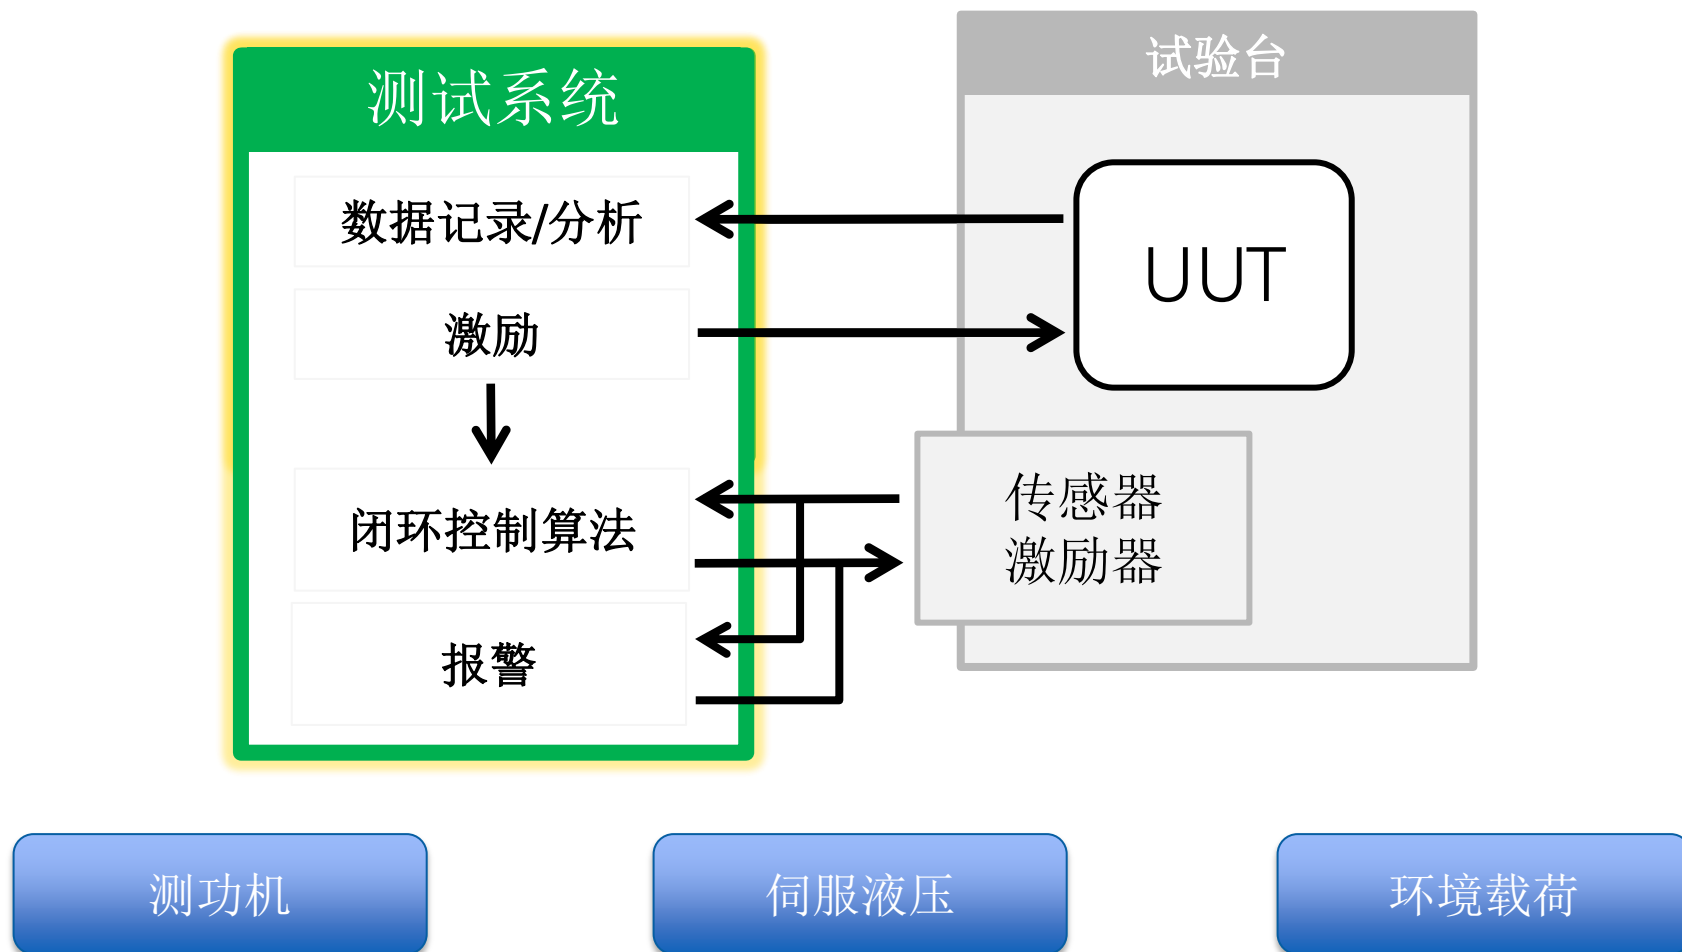 测试系统
数据记录/分析
激励
闭环控制算法
报警
试验台
UUT
传感器
激励器
测功机
伺服液压
环境载荷